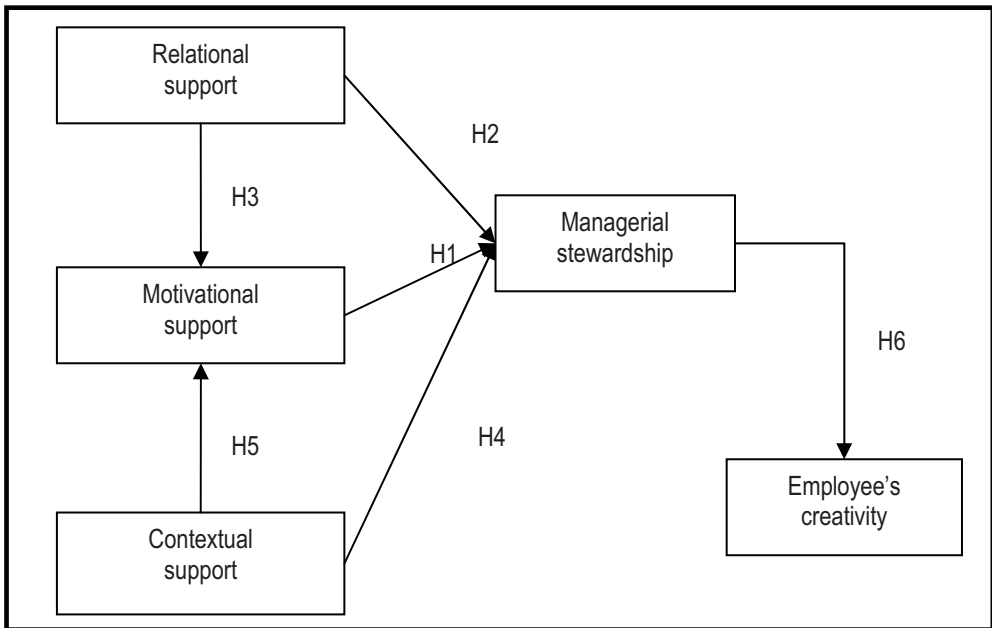 Relational
support
H2
H3
Managerial
stewardship
H1
Motivational
support
H6
H5
H4
Employee's
creativity
Contextual
support